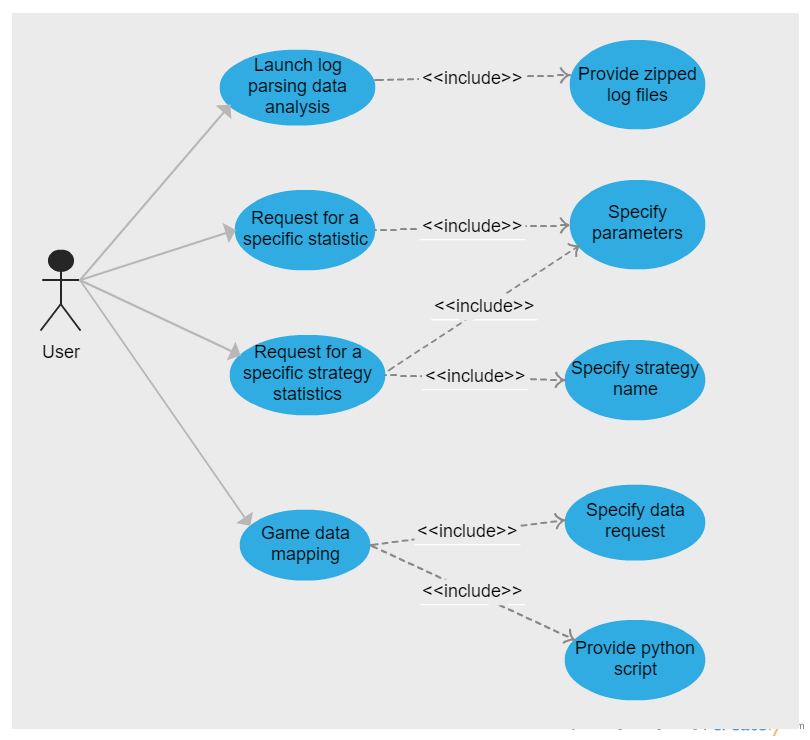 Launch log
parsing data
analysis
<<include>>
Provide zipped
log files
Request for a
specific statistic
<<include>>
Specify
parameters
<<include>>
User
Request for a
specific strategy
statistics
<<include>>
Specify strategy
name
Game data
mapping
<<include>>
Specify data
request
<<include>>
Provide python
script